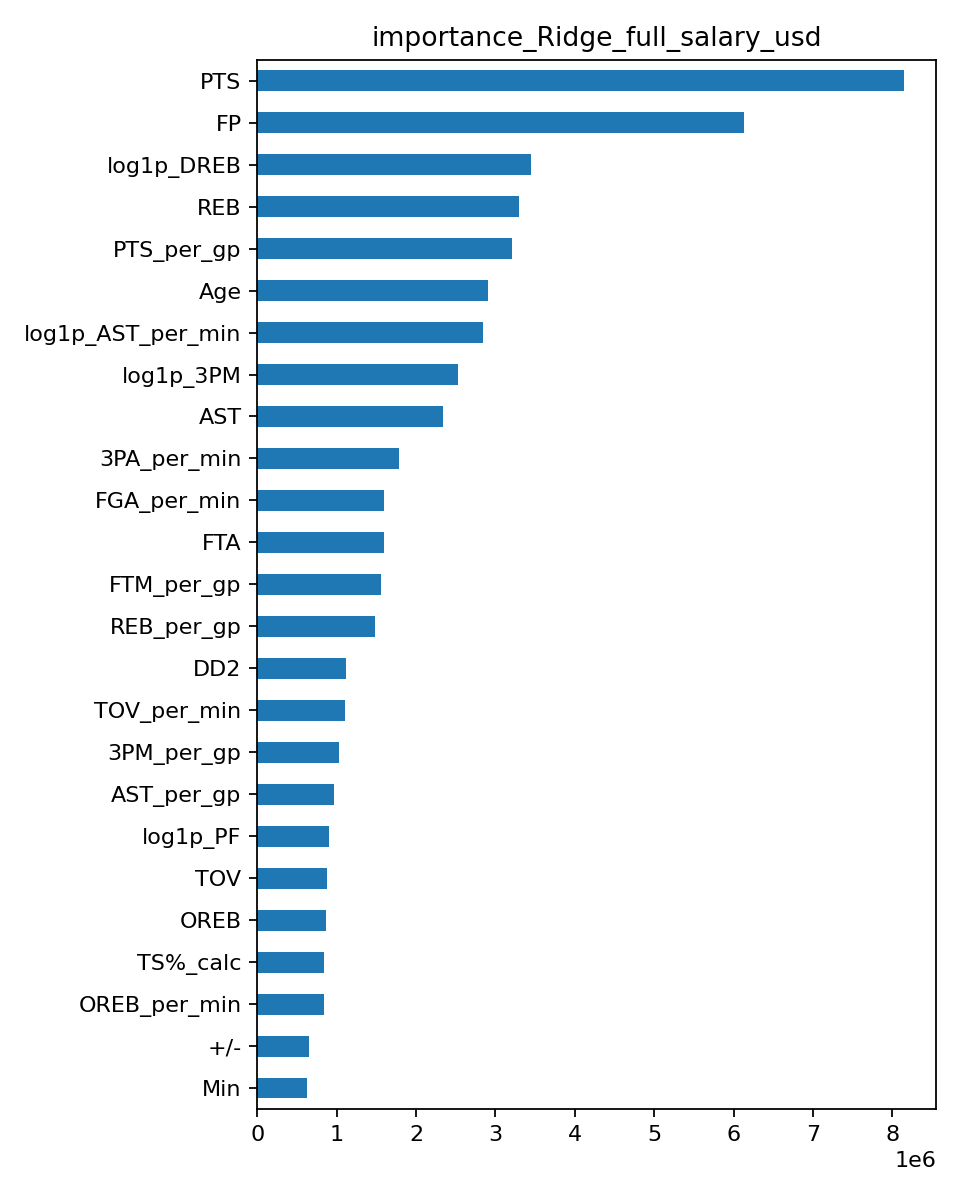 importance_Ridge_full_salary_usd
PTS
FP
log1p_DREB
REB
PTS_per_gp
Age
log1p_AST_per_min
log1p_3PM
AST
3PA_per_min
FGA_per_min
FTA
FTM_per_gp
REB_per_gp
DD2
TOV_per_min
3PM_per_gp
AST_per_gp
log1p_PF
TOV
OREB
TS%_calc
OREB_per_min
+/-
Min
0 1 2 3 4 5 6 7 8
1e6